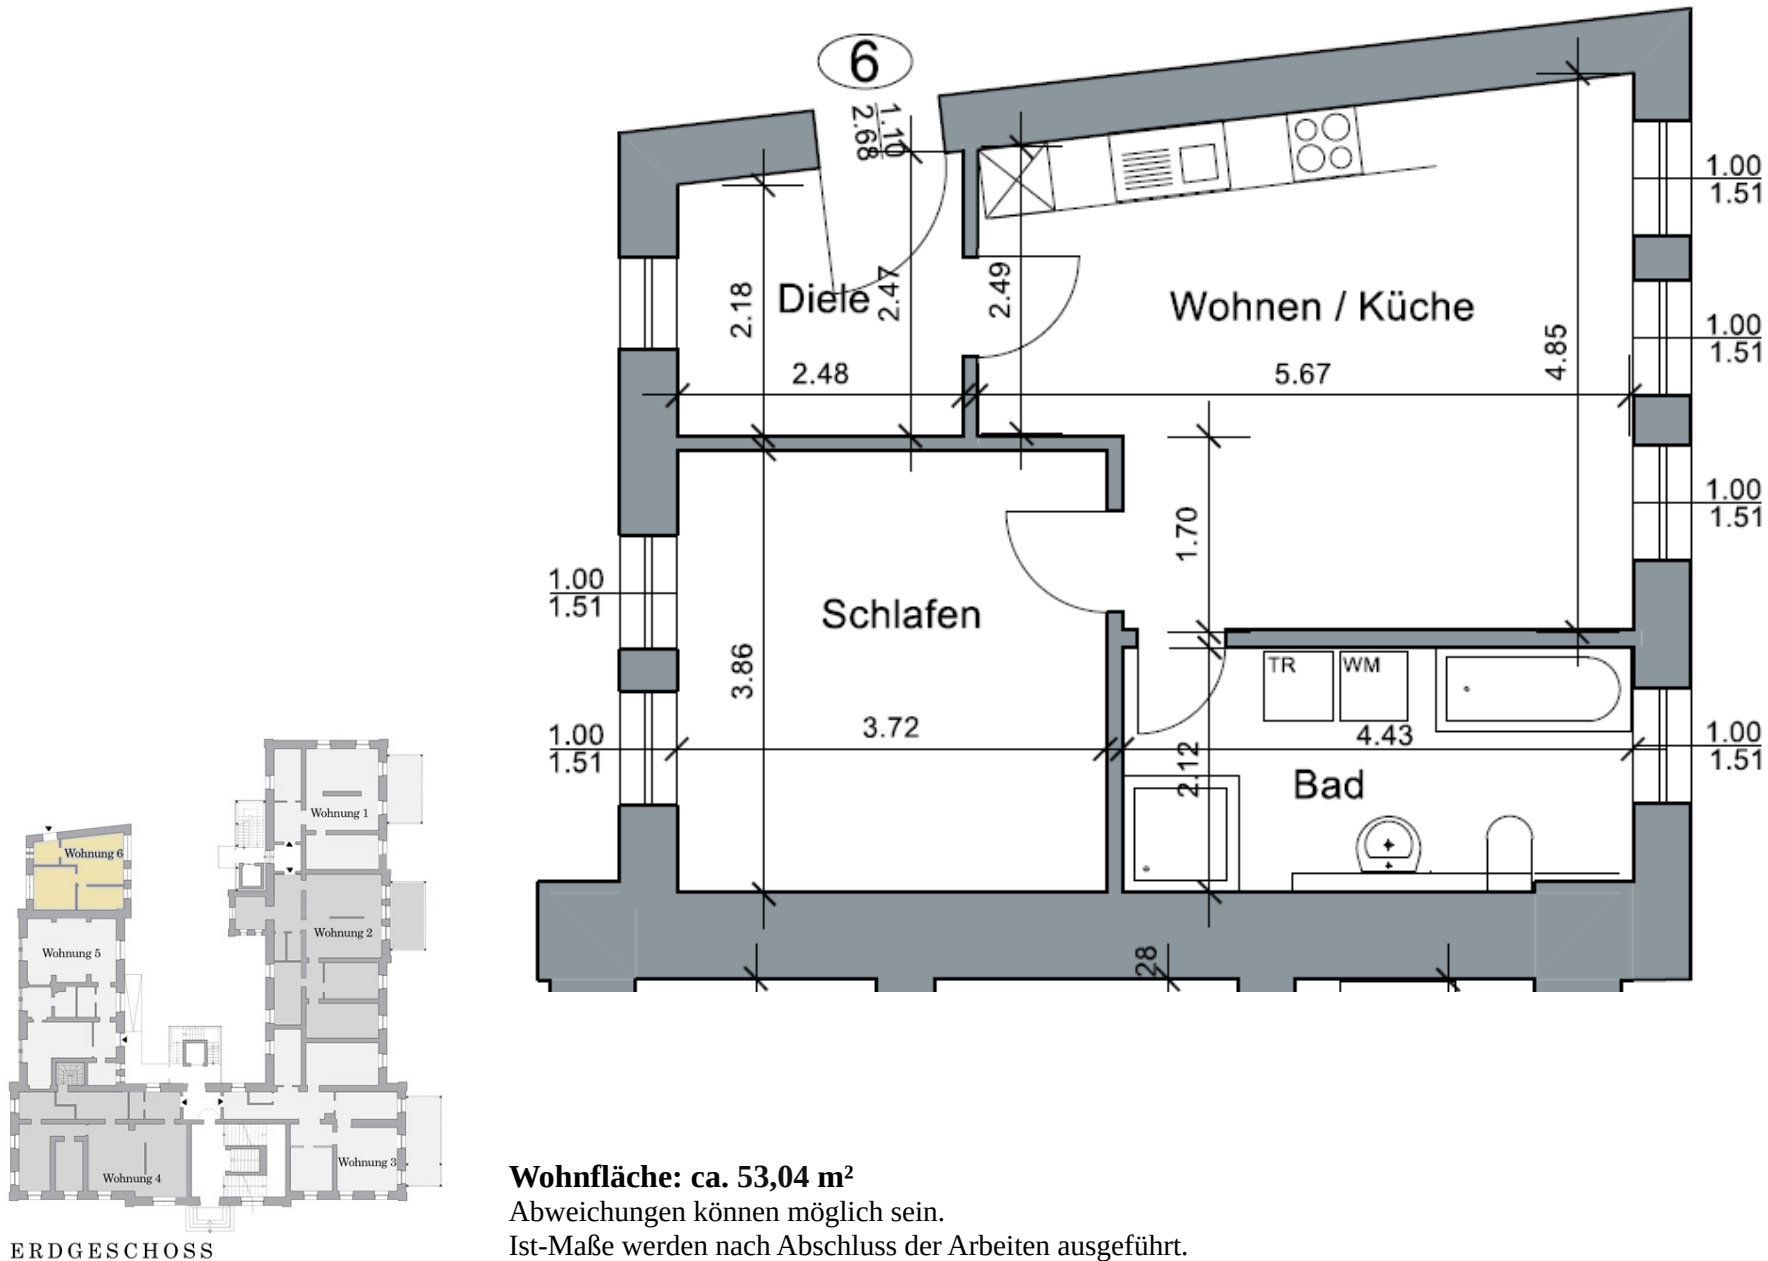 6
1.10
2.68
1.00
1.51
2.18
Diele
2.47
2.49
Wohnen / Küche
1.00
1.51
2.48
5.67
4.85
1.00
1.51
1.70
1.00
1.51
Schlafen
3.86
TR
WM
3.72
4.43
1.00
1.51
2.12
1.00
1.51
Bad
28
Wohnung 1
Wohnung 6
Wohnung 2
Wohnung 5
Wohnung 3
Wohnung 4
ERDGESCHOSS
Wohnfläche: ca. 53,04 m²
Abweichungen können möglich sein.
Ist-Maße werden nach Abschluss der Arbeiten ausgeführt.